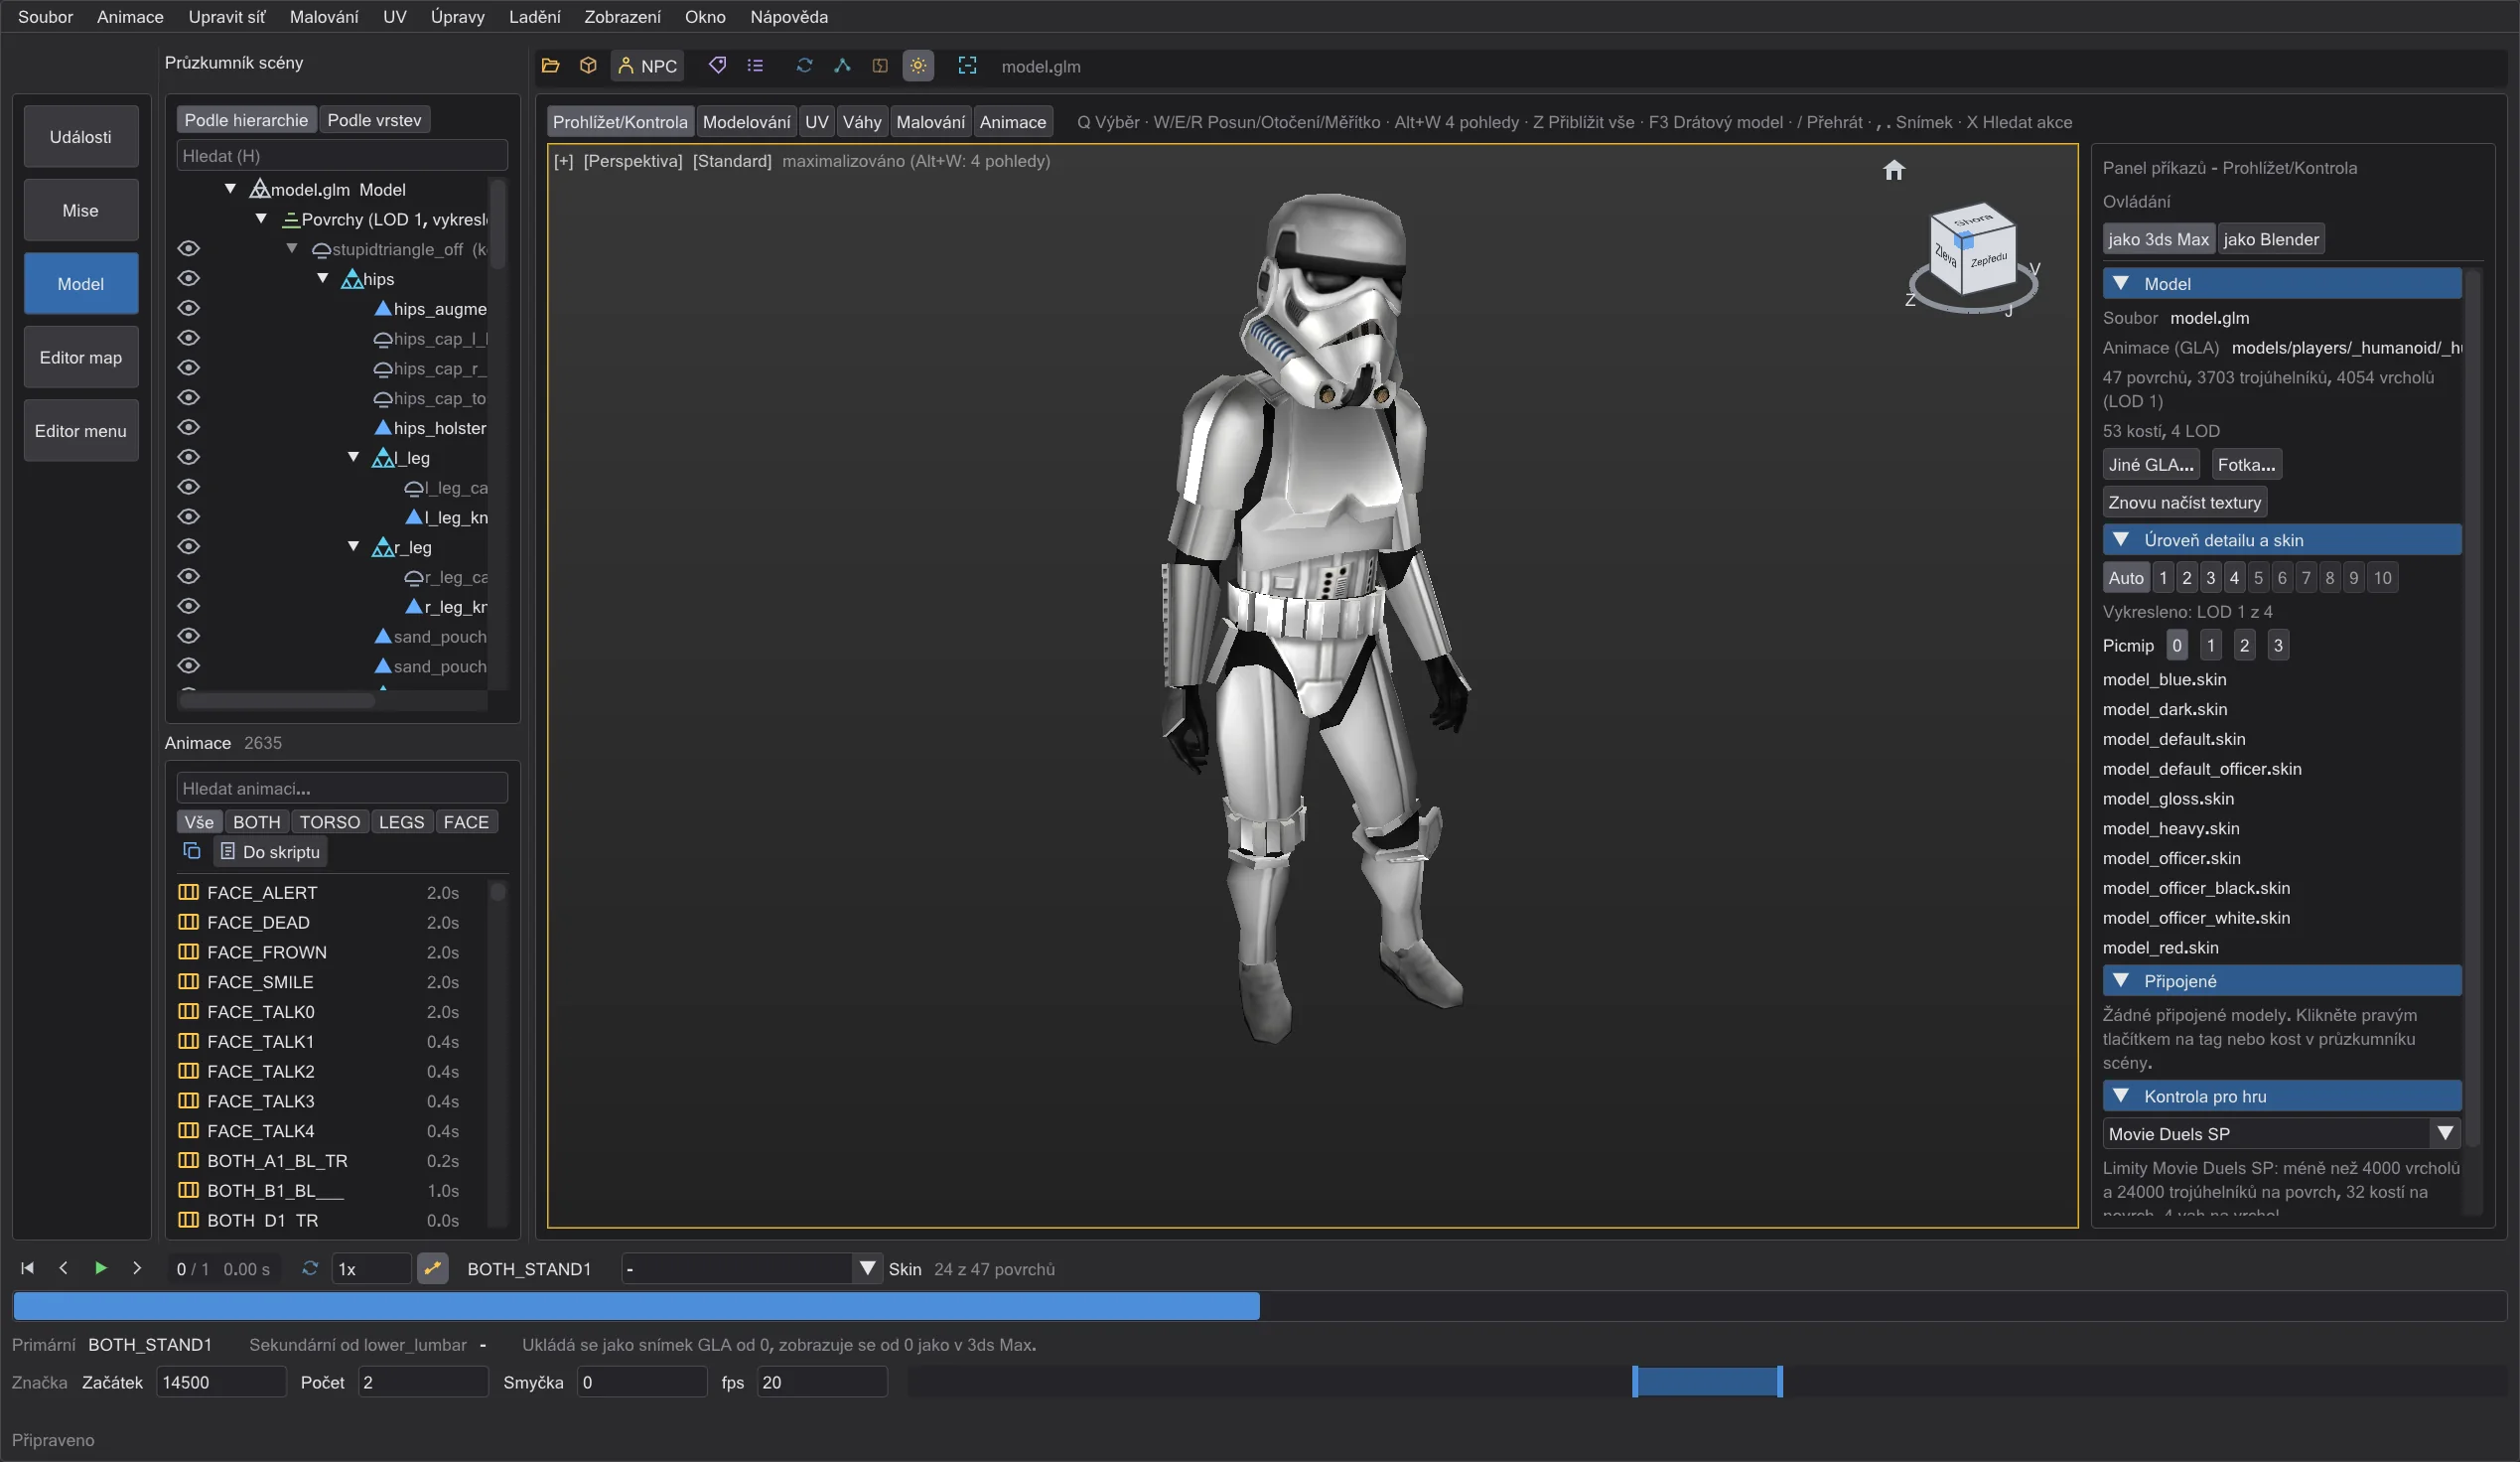 Soubor Animace Upravit síť Malování UV Úpravy Ladění Zobrazení Okno Nápověda
Průzkumník scény
NPC model.glm
Události
Mise
Model
Editor map
Editor menu
Podle hierarchie Podle vrstev
Hledat (H)
model.glm Model
Povrchy (LOD 1, vykresl
stupidtriangle_off (k
hips
hips_augme
hips_cap_l_l
hips_cap_r_
hips_cap_to
hips_holster
l_leg
l_leg_ca
l_leg_kn
r_leg
r_leg_ca
r_leg_kn
sand_pouch
sand_pouch
Animace 2635
Hledat animaci...
Vše BOTH TORSO LEGS FACE
Do skriptu
FACE_ALERT 2.0s
FACE_DEAD 2.0s
FACE_FROWN 2.0s
FACE_SMILE 2.0s
FACE_TALK0 2.0s
FACE_TALK1 0.4s
FACE_TALK2 0.4s
FACE_TALK3 0.4s
FACE_TALK4 0.4s
BOTH_A1_BL_TR 0.2s
BOTH_B1_BL___ 1.0s
BOTH_D1_TR 0.0s
Prohlížet/Kontrola Modelování UV Váhy Malování Animace Q Výběr · W/E/R Posun/Otočení/Měřítko · Alt+W 4 pohledy · Z Přiblížit vše · F3 Drátový model · / Přehrát · , . Snímek · X Hledat akce
[+] [Perspektiva] [Standard] maximalizováno (Alt+W: 4 pohledy)
Shora
Zleva
Zepředu
Z
J
V
Panel příkazů - Prohlížet/Kontrola
Ovládání
jako 3ds Max jako Blender
Model
Soubor model.glm
Animace (GLA) models/players/_humanoid/_hu
47 povrchů, 3703 trojúhelníků, 4054 vrcholů
(LOD 1)
53 kostí, 4 LOD
Jiné GLA... Fotka...
Znovu načíst textury
Úroveň detailu a skin
Auto 1 2 3 4 5 6 7 8 9 10
Vykresleno: LOD 1 z 4
Picmip 0 1 2 3
model_blue.skin
model_dark.skin
model_default.skin
model_default_officer.skin
model_gloss.skin
model_heavy.skin
model_officer.skin
model_officer_black.skin
model_officer_white.skin
model_red.skin
Připojené
Žádné připojené modely. Klikněte pravým
tlačítkem na tag nebo kost v průzkumníku
scény.
Kontrola pro hru
Movie Duels SP
Limity Movie Duels SP: méně než 4000 vrcholů
a 24000 trojúhelníků na povrch, 32 kostí na
povrch, 4 vah na vrchol
0 / 1 0.00 s 1x BOTH_STAND1 - Skin 24 z 47 povrchů
Primární BOTH_STAND1 Sekundární od lower_lumbar - Ukládá se jako snímek GLA od 0, zobrazuje se od 0 jako v 3ds Max.
Značka Začátek 14500 Počet 2 Smyčka 0 fps 20
Připraveno